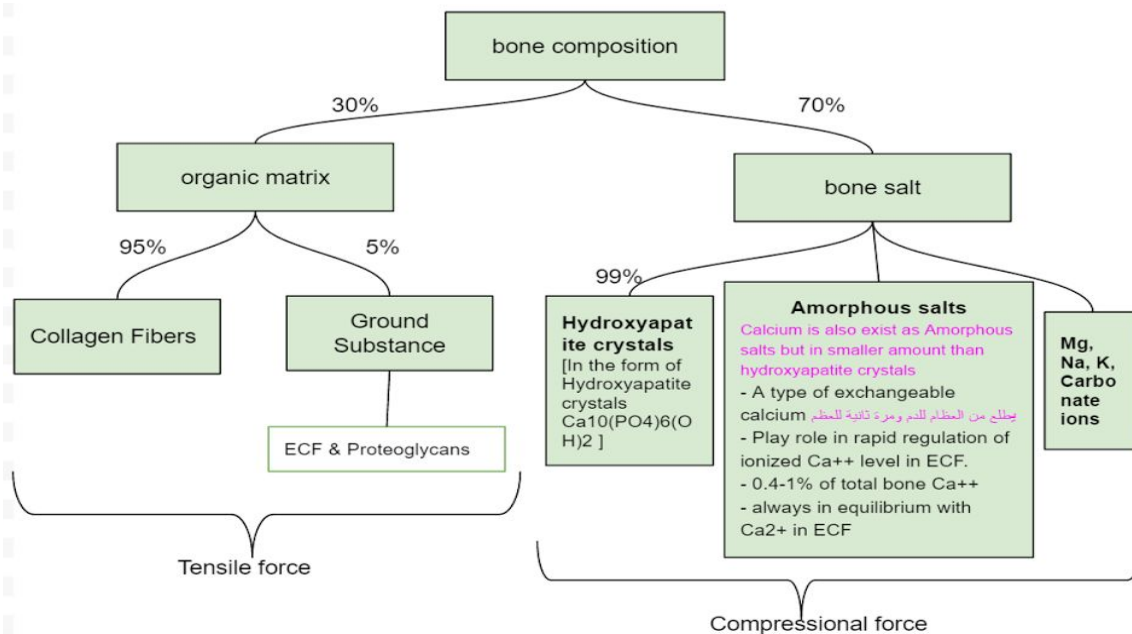 bone composition
30%
70%
organic matrix
bone salt
95%
5%
99%
Collagen Fibers
Ground
Substance
ECF & Proteoglycans
Hydroxyapat
ite crystals
[In the form of
Hydroxyapatite
crystals
Ca10(PO4)6(O
H)2 ]
Amorphous salts
Calcium is also exist as Amorphous
salts but in smaller amount than
hydroxyapatite crystals
- A type of exchangeable
calcium يطلع من العظام للدم ومرة ثانية للعظم
- Play role in rapid regulation of
ionized Ca++ level in ECF.
- 0.4-1% of total bone Ca++
- always in equilibrium with
Ca2+ in ECF
Mg,
Na, K,
Carbo
nate
ions
Tensile force
Compressional force